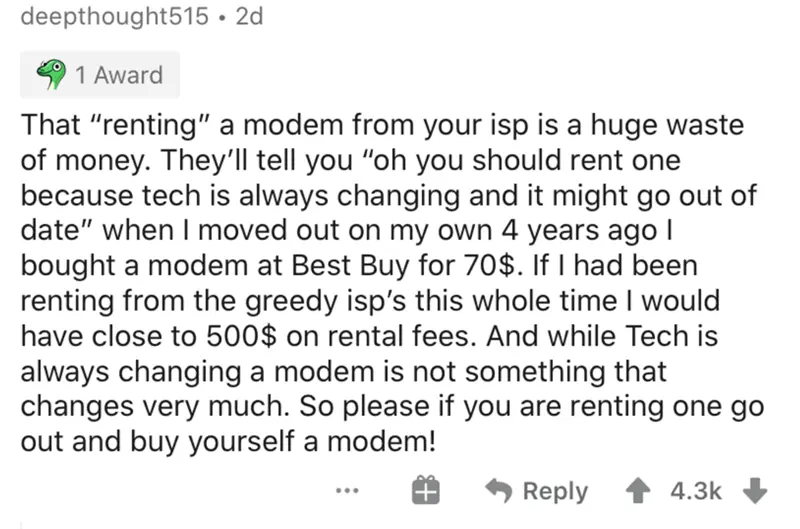 deepthought515 • 2d
1 Award
That “renting” a modem from your isp is a huge waste
of money. They’ll tell you “oh you should rent one
because tech is always changing and it might go out of
date” when I moved out on my own 4 years ago I
bought a modem at Best Buy for 70$. If I had been
renting from the greedy isp’s this whole time I would
have close to 500$ on rental fees. And while Tech is
always changing a modem is not something that
changes very much. So please if you are renting one go
out and buy yourself a modem!
... Reply 4.3k